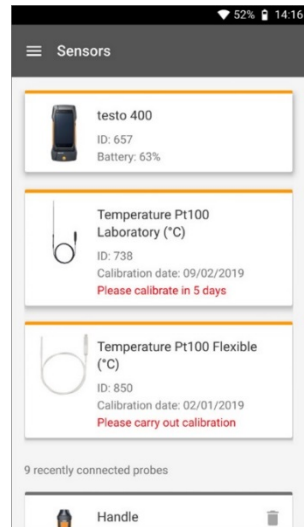 52% 14:16
Sensors
testo 400
ID: 657
Battery: 63%
Temperature Pt100
Laboratory (°C)
ID: 738
Calibration date: 09/02/2019
Please calibrate in 5 days
Temperature Pt100 Flexible
(°C)
ID: 850
Calibration date: 02/01/2019
Please carry out calibration
9 recently connected probes
Handle